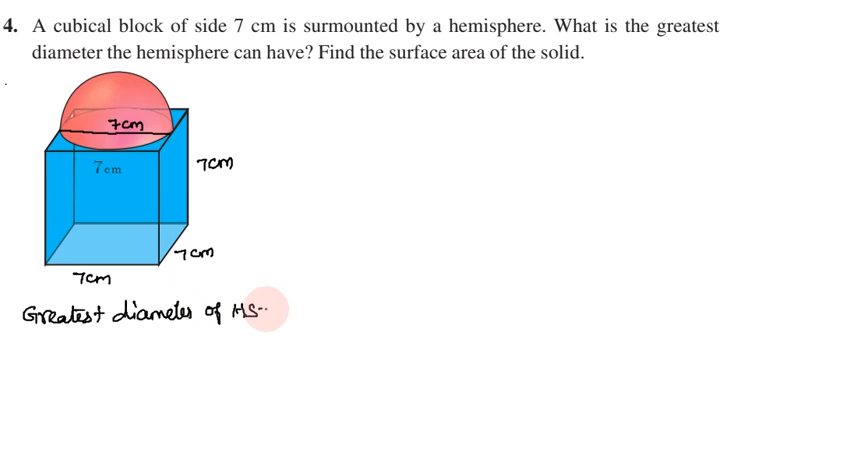 4. A cubical block of side 7 cm is surmounted by a hemisphere. What is the greatest
diameter the hemisphere can have? Find the surface area of the solid.
7cm
7cm
7cm
7cm
7cm
Greatest diameter of HS--